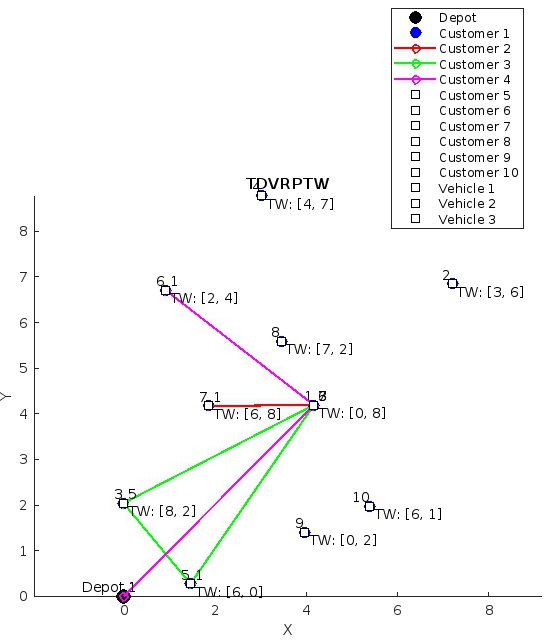 Depot
Customer 1
Customer 2
Customer 3
Customer 4
Customer 5
Customer 6
Customer 7
Customer 8
Customer 9
Customer 10
Vehicle 1
Vehicle 2
Vehicle 3
TDVRPTW
TW: [4, 7]
8
7
6
5
4
3
2
1
0
Y
6
1
TW: [2, 4]
2
TW: [3, 6]
8
TW: [7, 2]
7
1
TW: [6, 8]
TW: [0, 8]
3
5
TW: [8, 2]
10
TW: [6, 1]
9
TW: [0, 2]
5
1
TW: [6, 0]
Depot 1
0
2
4
6
8
X